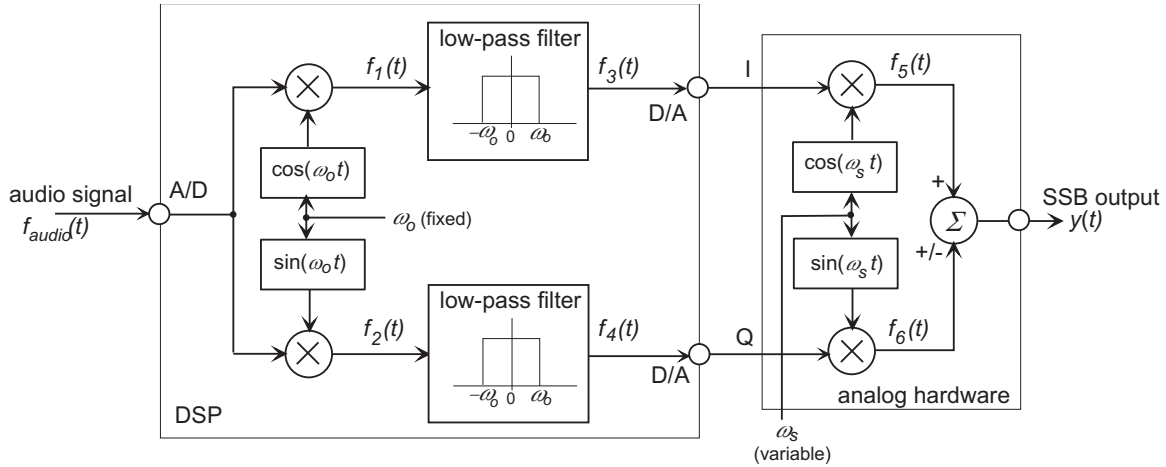 low-pass filter
f1(t)
f3(t)
I
f5(t)
−ωo 0 ωo
D/A
cos(ωo t)
cos(ωs t)
audio signal
A/D
faudio(t)
ωo (fixed)
+
SSB output
Σ
y(t)
+/-
sin(ωo t)
sin(ωs t)
low-pass filter
f2(t)
f4(t)
Q
f6(t)
−ωo 0 ωo
D/A
DSP
analog hardware
ωs
(variable)